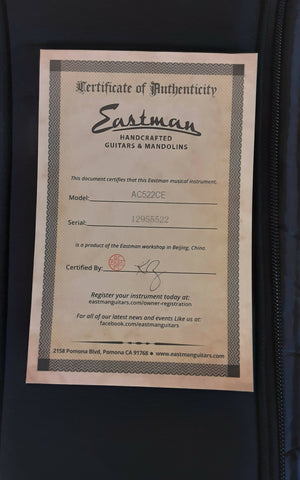 Certificate of Authenticity
Eastman
HANDCRAFTED
GUITARS & MANDOLINS
This document certifies that this Eastman musical instrument,
Model: AC522CE
Serial: 12955522
is a product of the Eastman workshop in Beijing, China.
Certified By:
Register your instrument today at:
eastmanguitars.com/owner-registration
For all of our latest news and events Like us at:
facebook.com/eastmanguitars
2158 Pomona Blvd, Pomona CA 91768 ● www.eastmanguitars.com